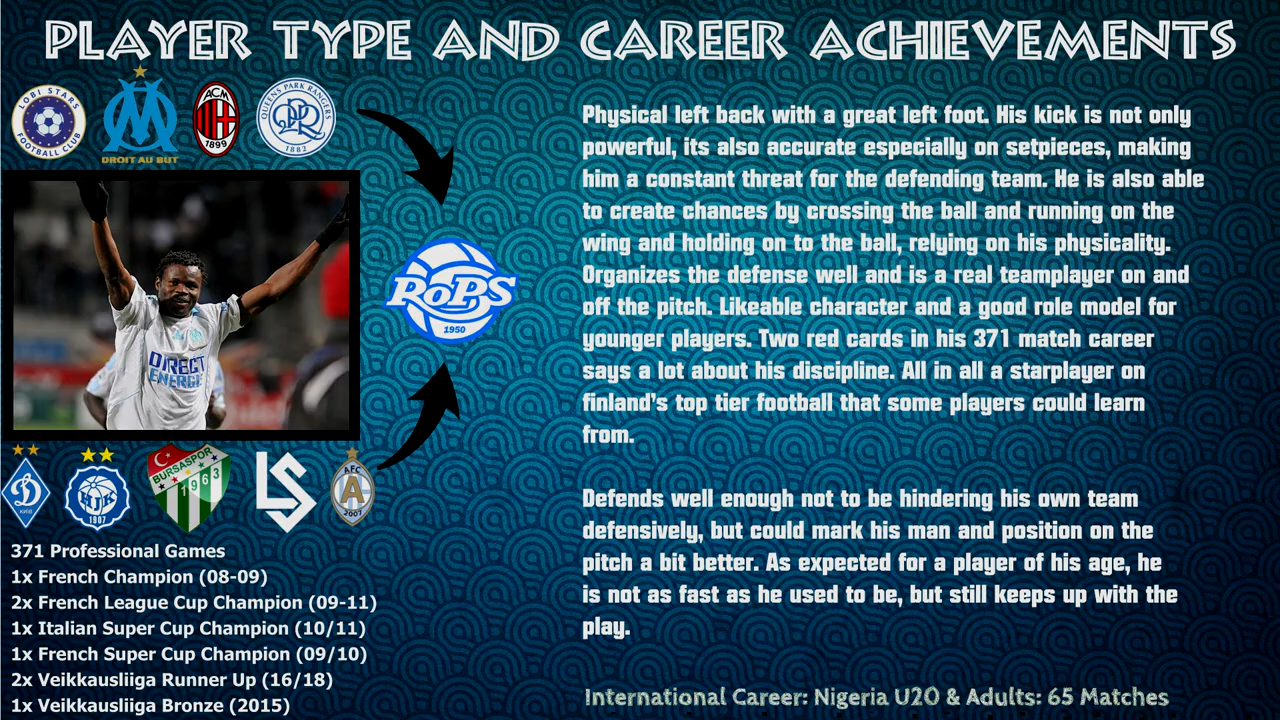 PLAYER TYPE AND CAREER ACHIEVEMENTS
LOBI STARS
FOOTBALL CLUB
DROIT AU BUT
ACM
1899
QUEENS PARK RANGERS
QPR
1882
DIRECT
ENERGIE
RoPS
1950
КИЇВ
HJK
1907
BURSASPOR
1963
LS
AFC
A
2007
371 Professional Games
1x French Champion (08-09)
2x French League Cup Champion (09-11)
1x Italian Super Cup Champion (10/11)
1x French Super Cup Champion (09/10)
2x Veikkausliiga Runner Up (16/18)
1x Veikkausliiga Bronze (2015)
Physical left back with a great left foot. His kick is not only
powerful, its also accurate especially on setpieces, making
him a constant threat for the defending team. He is also able
to create chances by crossing the ball and running on the
wing and holding on to the ball, relying on his physicality.
Organizes the defense well and is a real teamplayer on and
off the pitch. Likeable character and a good role model for
younger players. Two red cards in his 371 match career
says a lot about his discipline. All in all a starplayer on
finland's top tier football that some players could learn
from.
Defends well enough not to be hindering his own team
defensively, but could mark his man and position on the
pitch a bit better. As expected for a player of his age, he
is not as fast as he used to be, but still keeps up with the
play.
International Career: Nigeria U20 & Adults: 65 Matches